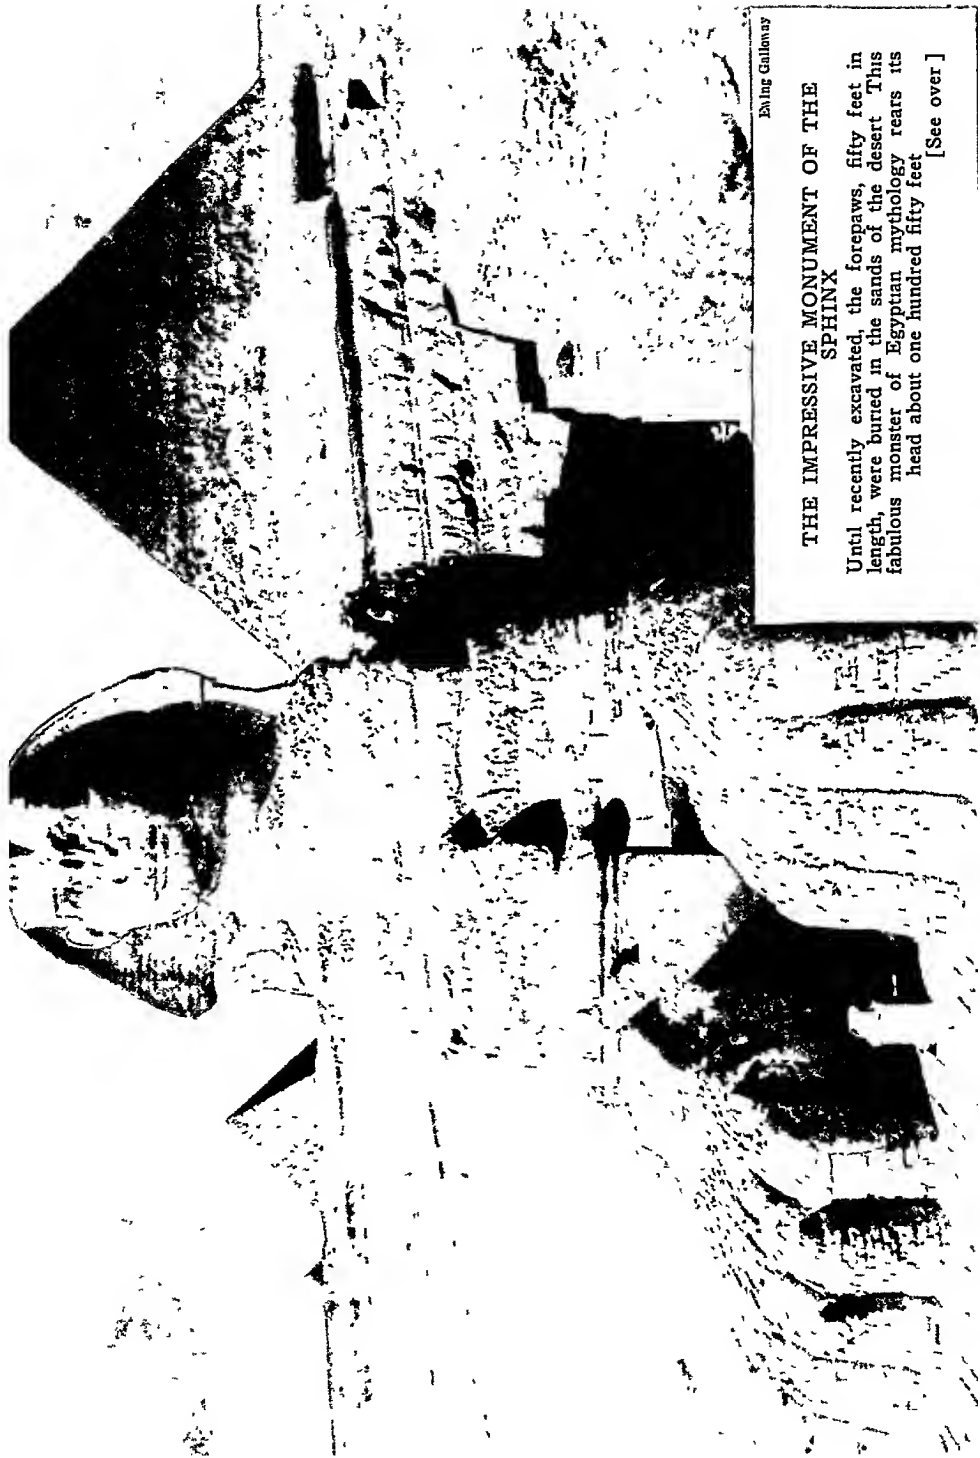 Ewing Galloway
THE IMPRESSIVE MONUMENT OF THE
SPHINX
Until recently excavated, the forepaws, fifty feet in
length, were buried in the sands of the desert This
fabulous monster of Egyptian mythology rears its
head about one hundred fifty feet
[See over]